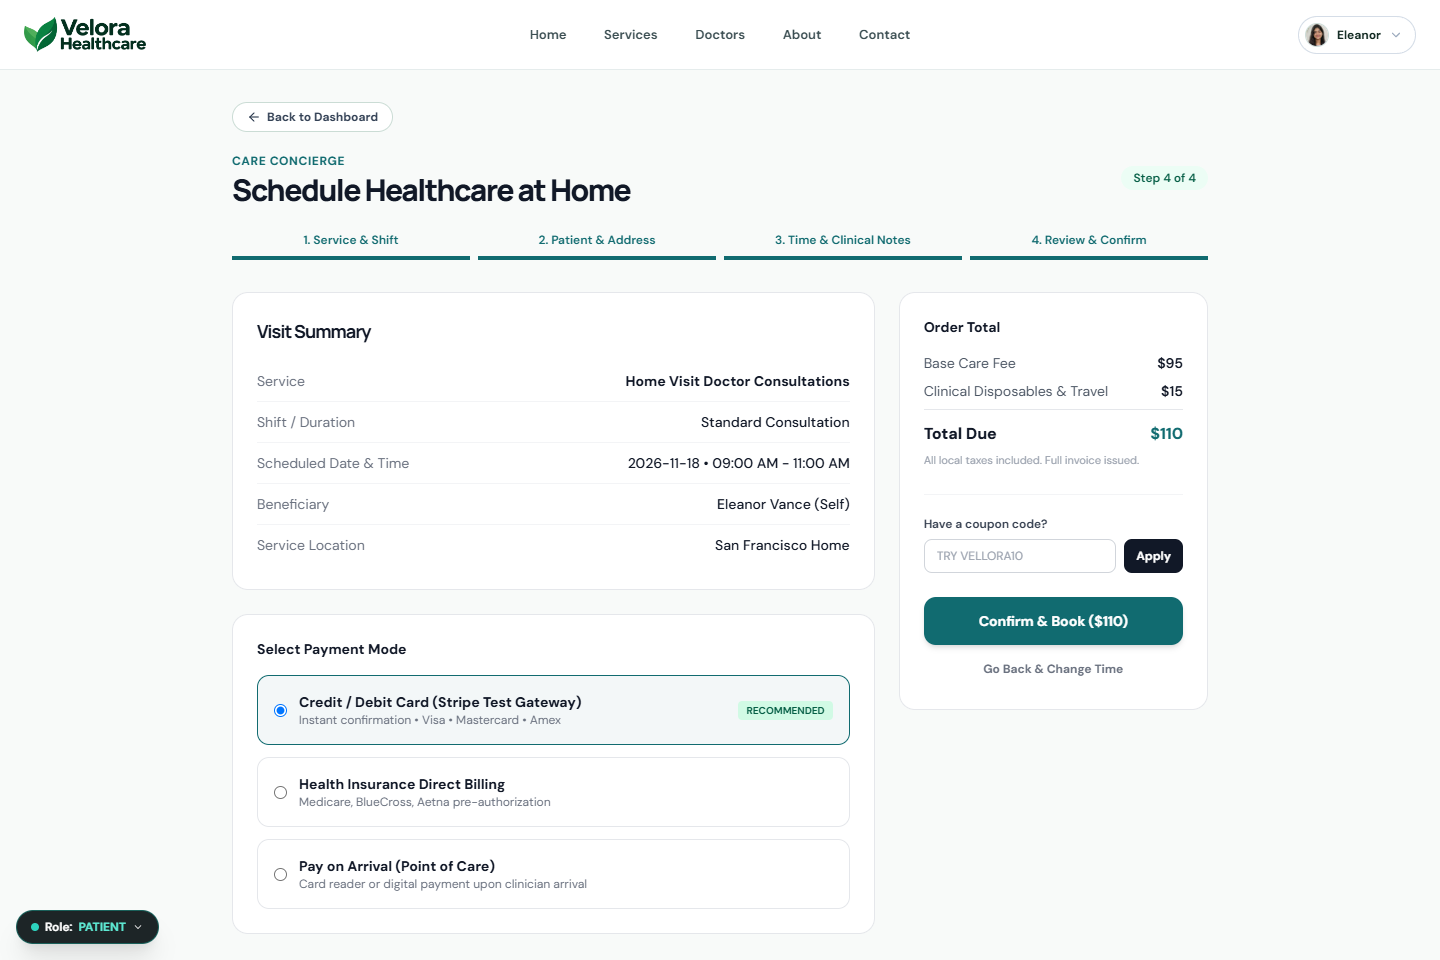 Velora
Healthcare
Home
Services
Doctors
About
Contact
Eleanor
Back to Dashboard
CARE CONCIERGE
Schedule Healthcare at Home
Step 4 of 4
1. Service & Shift
2. Patient & Address
3. Time & Clinical Notes
4. Review & Confirm
Visit Summary
Service
Home Visit Doctor Consultations
Shift / Duration
Standard Consultation
Scheduled Date & Time
2026-11-18 • 09:00 AM - 11:00 AM
Beneficiary
Eleanor Vance (Self)
Service Location
San Francisco Home
Select Payment Mode
Credit / Debit Card (Stripe Test Gateway)
Instant confirmation • Visa • Mastercard • Amex
RECOMMENDED
Health Insurance Direct Billing
Medicare, BlueCross, Aetna pre-authorization
Pay on Arrival (Point of Care)
Card reader or digital payment upon clinician arrival
Order Total
Base Care Fee
$95
Clinical Disposables & Travel
$15
Total Due
$110
All local taxes included. Full invoice issued.
Have a coupon code?
TRY VELLORA10
Apply
Confirm & Book ($110)
Go Back & Change Time
Role: PATIENT